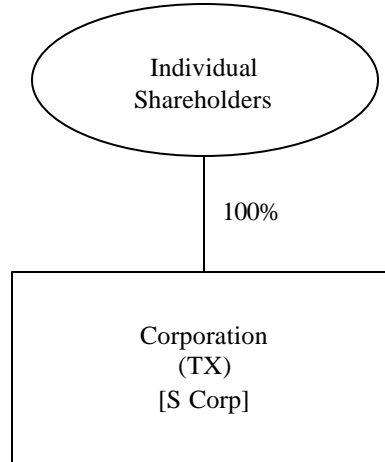 Individual
Shareholders
100%
Corporation
(TX)
[S Corp]